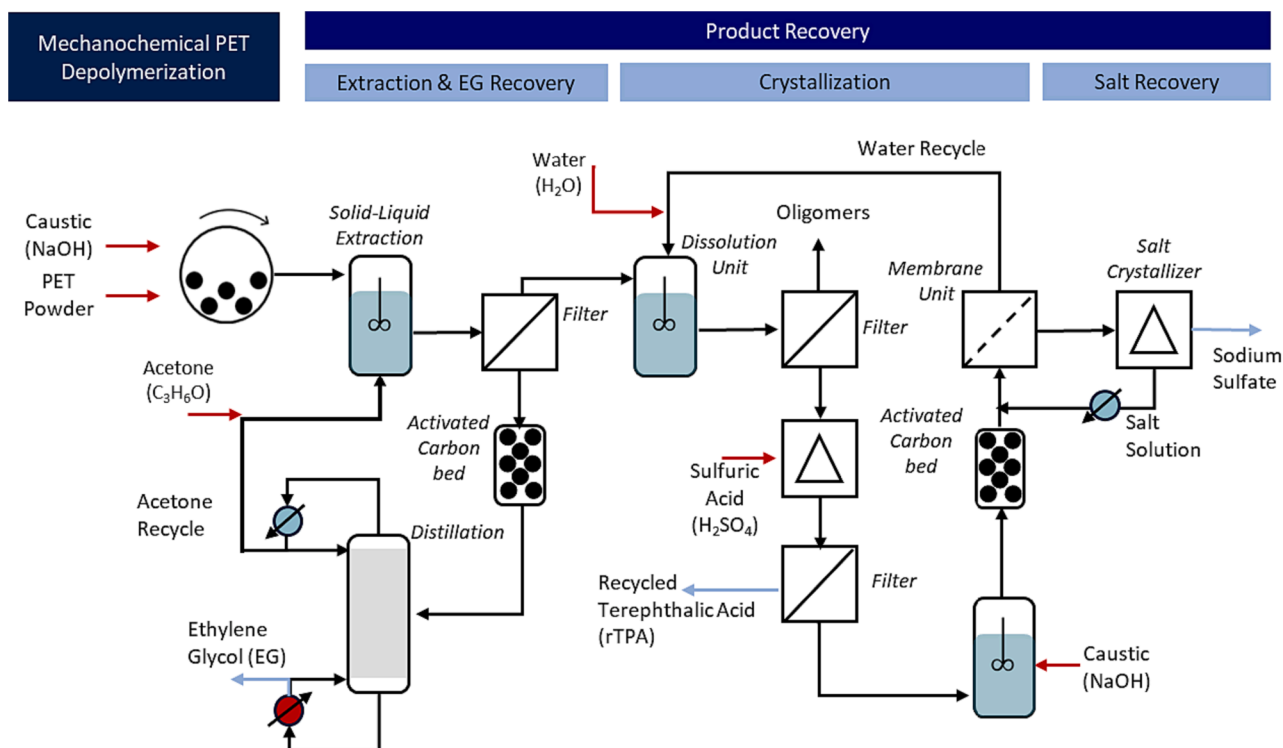 Mechanochemical PET
Depolymerization
Product Recovery
Extraction & EG Recovery
Crystallization
Salt Recovery
Water Recycle
Water
(H₂O)
Oligomers
Caustic
(NaOH)
PET
Powder
Solid-Liquid
Extraction
Filter
Dissolution
Unit
Filter
Membrane
Unit
Salt
Crystallizer
Sodium
Sulfate
Acetone
(C₃H₆O)
Activated
Carbon
bed
Sulfuric
Acid
(H₂SO₄)
Activated
Carbon
bed
Salt
Solution
Acetone
Recycle
Distillation
Recycled
Terephthalic Acid
(rTPA)
Filter
Ethylene
Glycol (EG)
Caustic
(NaOH)